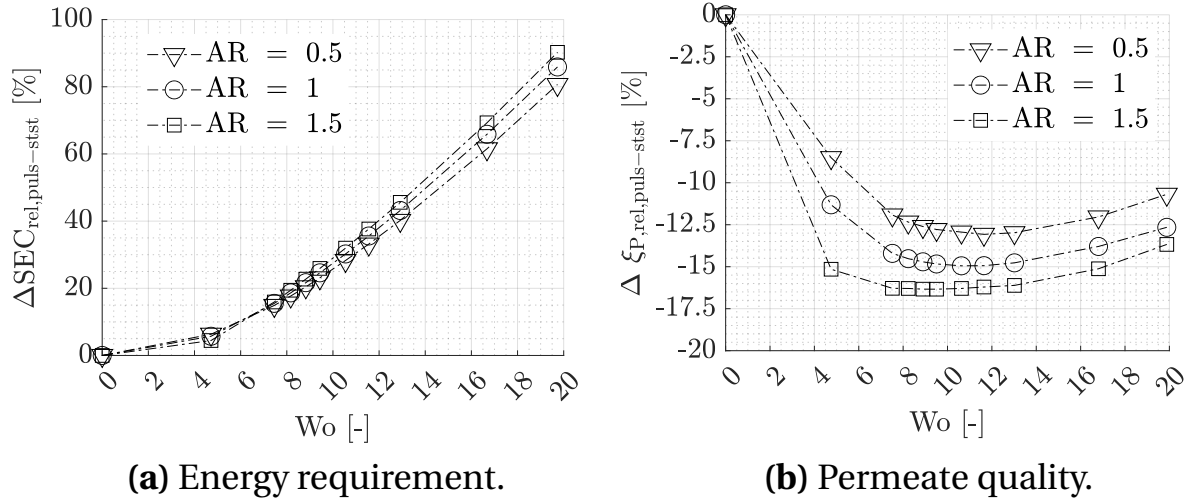 100
80
60
40
20
0
ΔSEC_rel,puls−stst [%]
AR = 0.5
AR = 1
AR = 1.5
0 2 4 6 8 10 12 14 16 18 20
Wo [-]
(a) Energy requirement.
0
-2.5
-5
-7.5
-10
-12.5
-15
-17.5
-20
Δ ξ_P,rel,puls−stst [%]
AR = 0.5
AR = 1
AR = 1.5
0 2 4 6 8 10 12 14 16 18 20
Wo [-]
(b) Permeate quality.